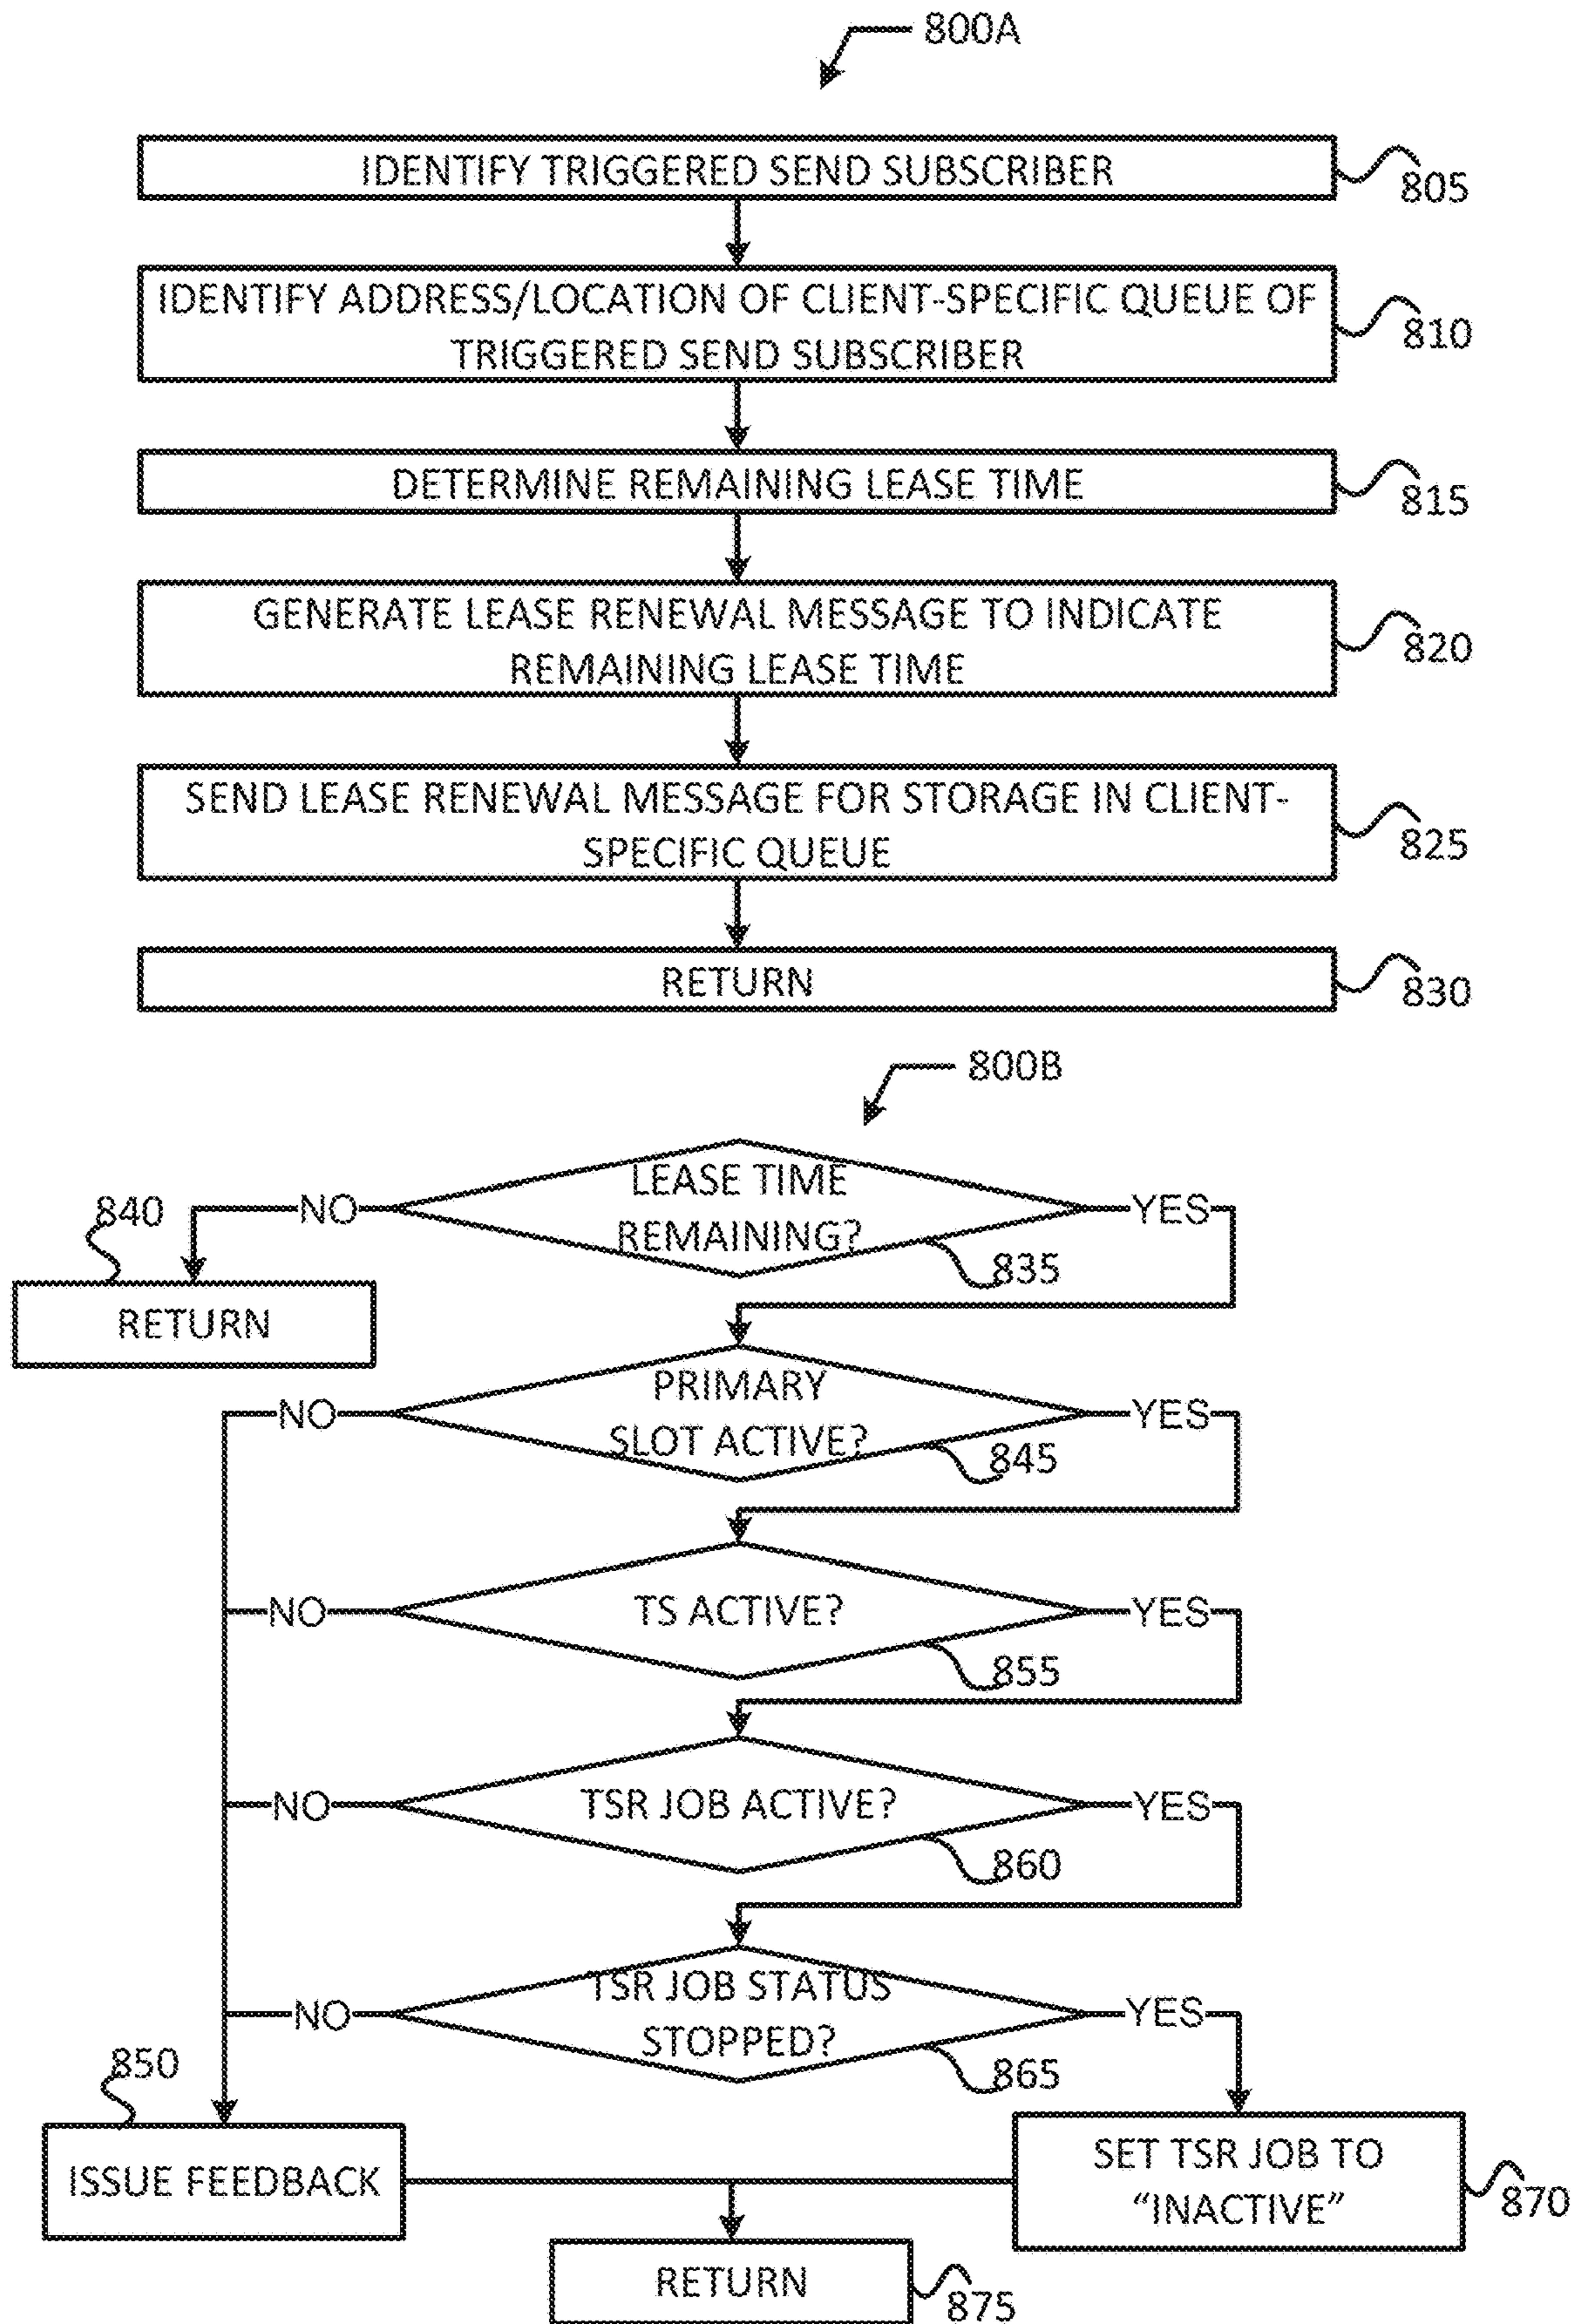 800A
IDENTIFY TRIGGERED SEND SUBSCRIBER
805
IDENTIFY ADDRESS/LOCATION OF CLIENT-SPECIFIC QUEUE OF
TRIGGERED SEND SUBSCRIBER
810
DETERMINE REMAINING LEASE TIME
815
GENERATE LEASE RENEWAL MESSAGE TO INDICATE
REMAINING LEASE TIME
820
SEND LEASE RENEWAL MESSAGE FOR STORAGE IN CLIENT-
SPECIFIC QUEUE
825
RETURN
830
800B
LEASE TIME
REMAINING?
835
NO
YES
840
RETURN
PRIMARY
SLOT ACTIVE?
845
NO
YES
TS ACTIVE?
855
NO
YES
TSR JOB ACTIVE?
860
NO
YES
TSR JOB STATUS
STOPPED?
865
NO
YES
850
ISSUE FEEDBACK
SET TSR JOB TO
“INACTIVE”
870
RETURN
875